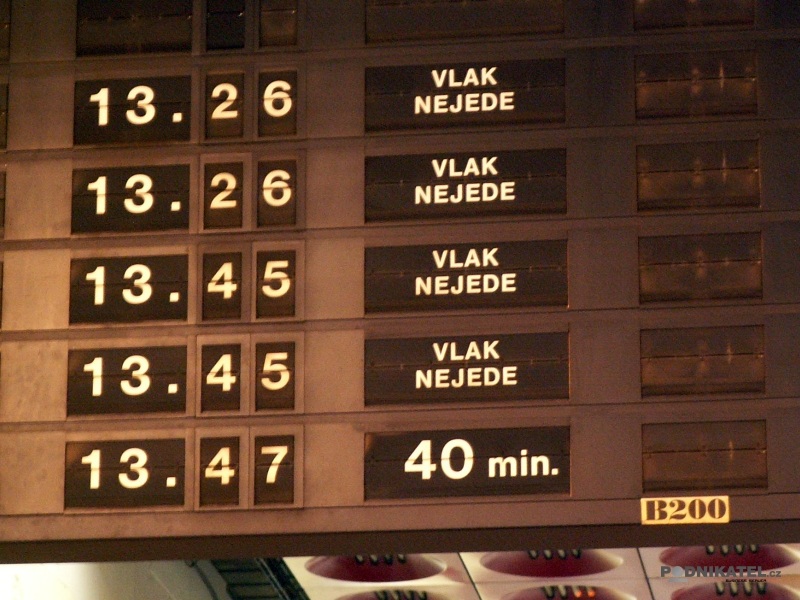 13.26 VLAK
NEJEDE
13.26 VLAK
NEJEDE
13.45 VLAK
NEJEDE
13.45 VLAK
NEJEDE
13.47 40 min.
B200
PODNIKATEL.cz